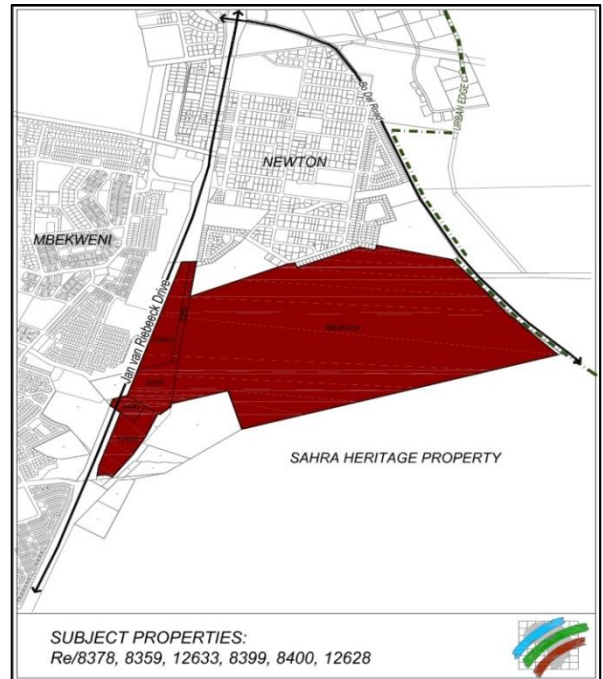 Bo Dal Road
URBAN EDGE
NEWTON
MBEKWENI
Jan van Riebeeck Drive
SAHRA HERITAGE PROPERTY
SUBJECT PROPERTIES:
Re/8378, 8359, 12633, 8399, 8400, 12628